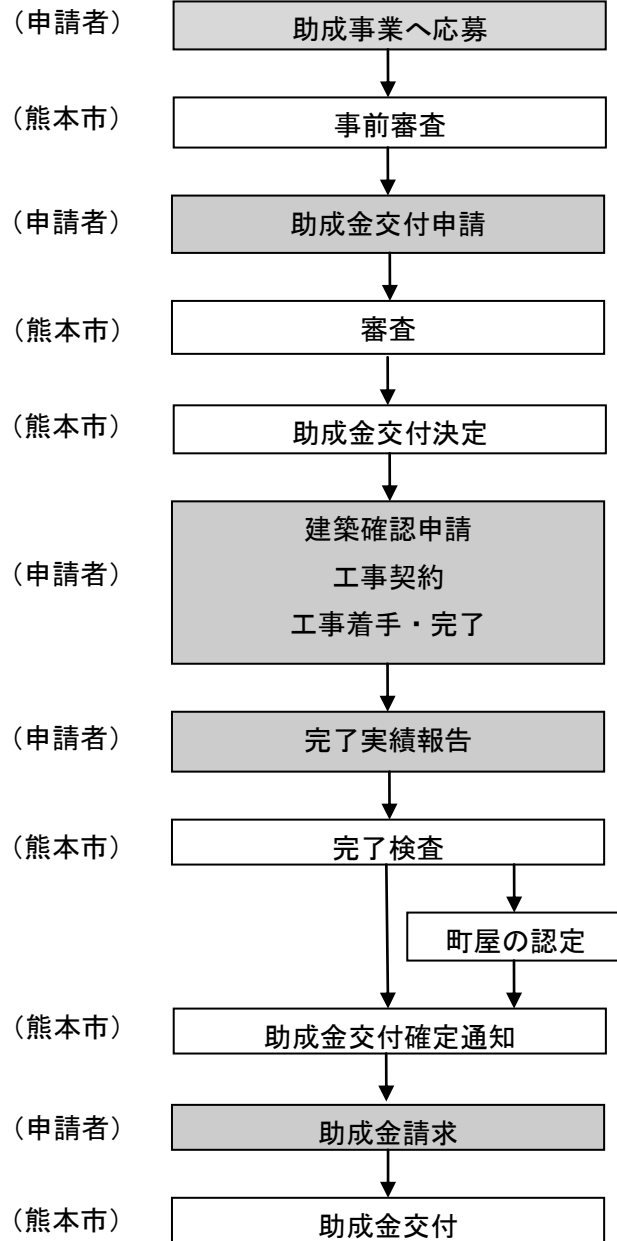 （申請者）
助成事業へ応募
（熊本市）
事前審査
（申請者）
助成金交付申請
（熊本市）
審査
（熊本市）
助成金交付決定
（申請者）
建築確認申請
工事契約
工事着手・完了
（申請者）
完了実績報告
（熊本市）
完了検査
町屋の認定
（熊本市）
助成金交付確定通知
（申請者）
助成金請求
（熊本市）
助成金交付